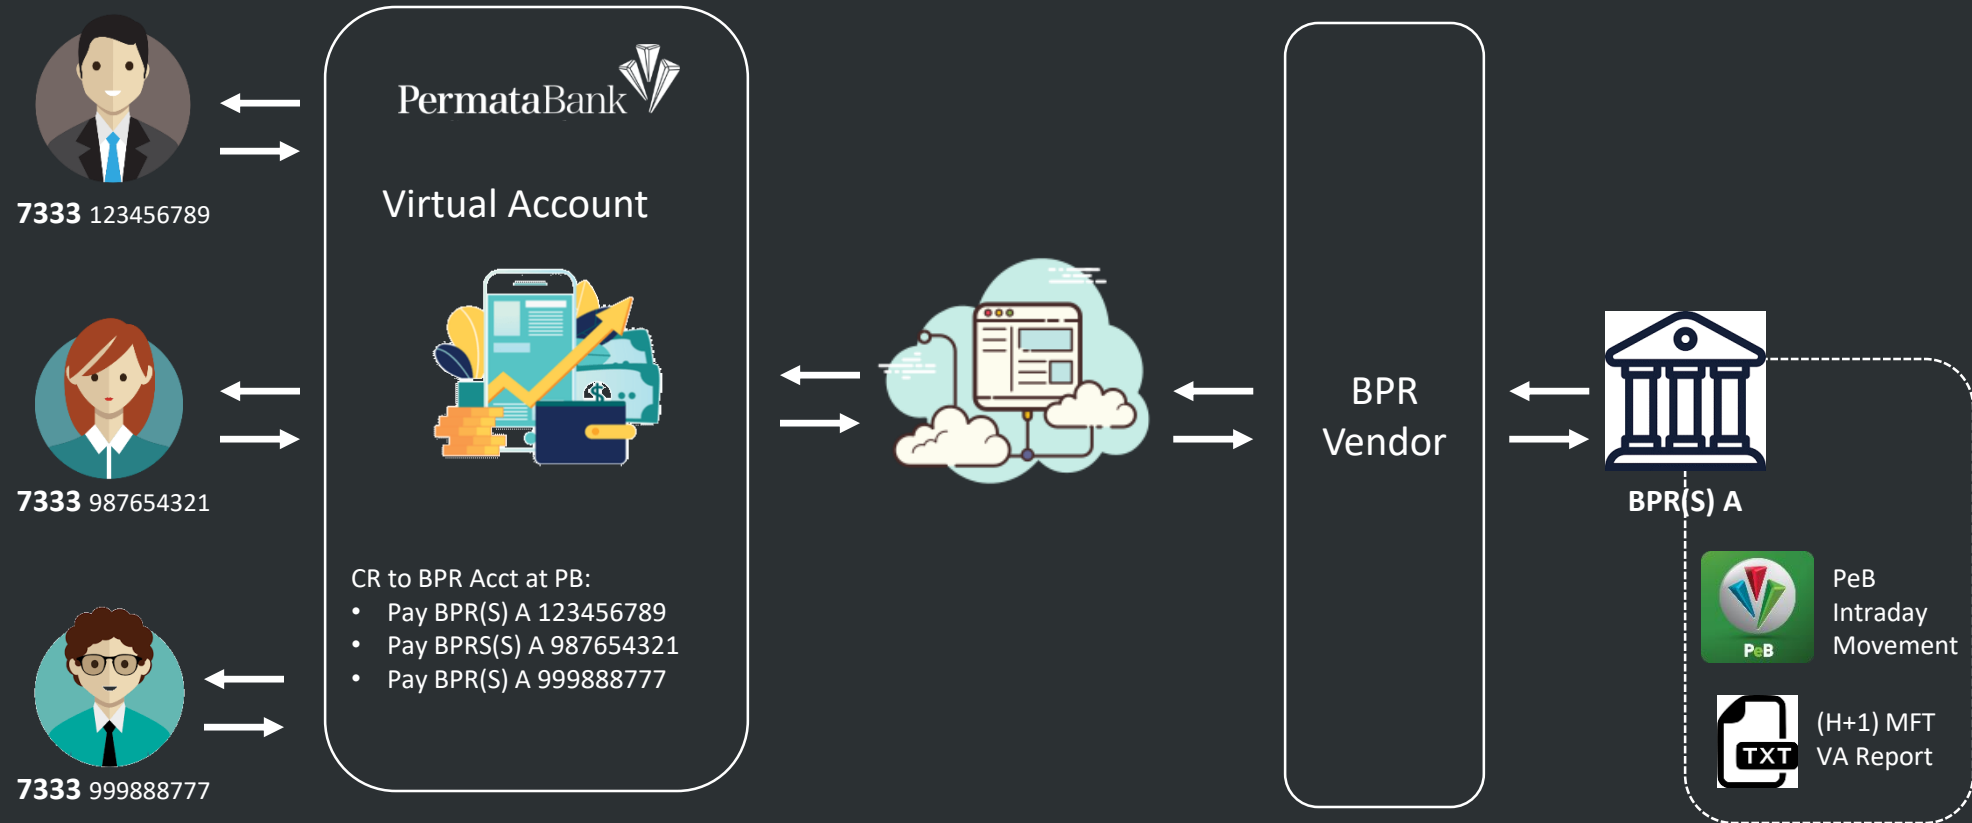 PermataBank
Virtual Account
7333 123456789
7333 987654321
7333 999888777
CR to BPR Acct at PB:
• Pay BPR(S) A 123456789
• Pay BPRS(S) A 987654321
• Pay BPR(S) A 999888777
$
BPR
Vendor
BPR(S) A
PeB
PeB
Intraday
Movement
TXT
(H+1) MFT
VA Report